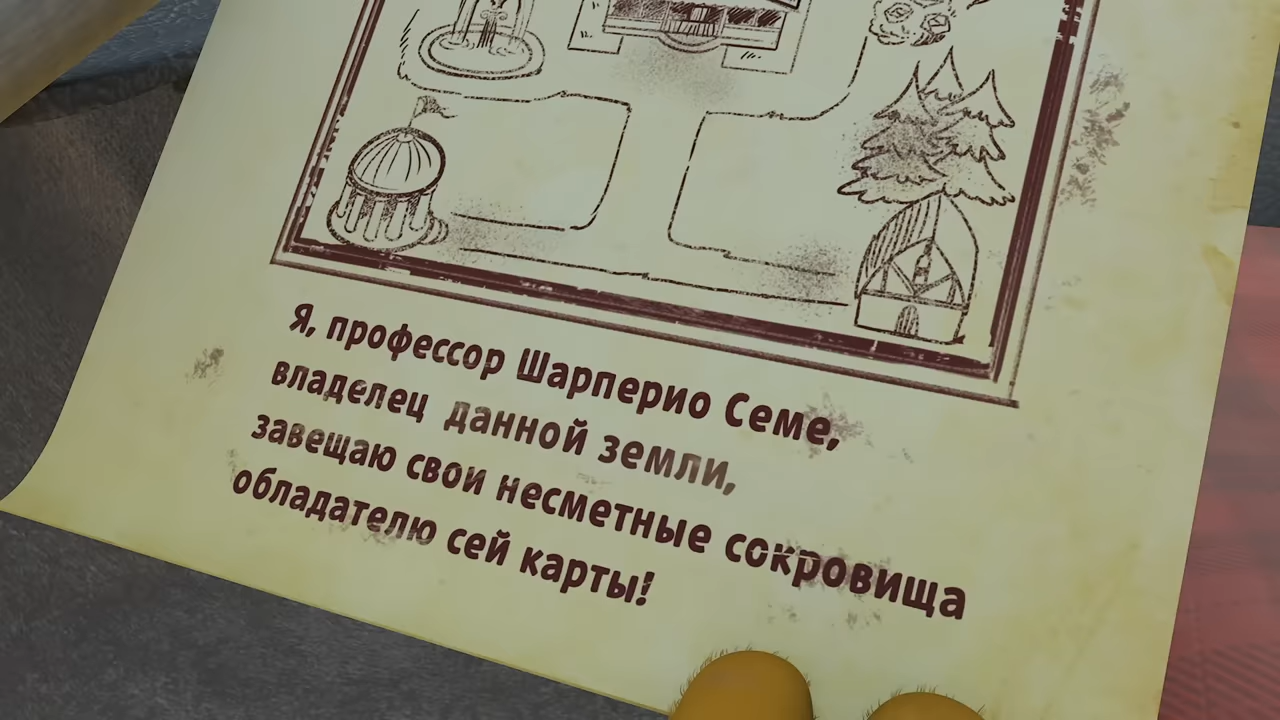 Я, профессор Шарперио Семе,
владелец данной земли,
завещаю свои несметные сокровища
обладателю сей карты!